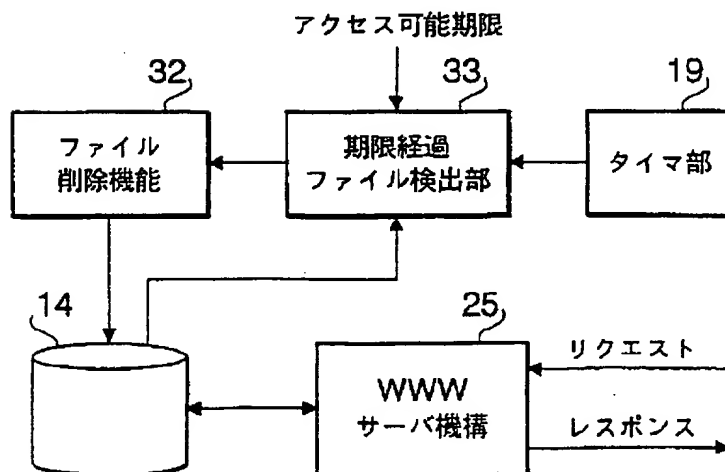 アクセス可能期限
32
33
19
ファイル
削除機能
期限経過
ファイル検出部
タイマ部
14
25
WWW
サーバ機構
リクエスト
レスポンス